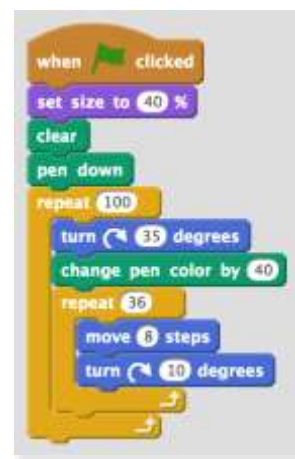 when clicked
set size to 40 %
clear
pen down
repeat 100
turn 35 degrees
change pen color by 40
repeat 36
move 8 steps
turn 10 degrees